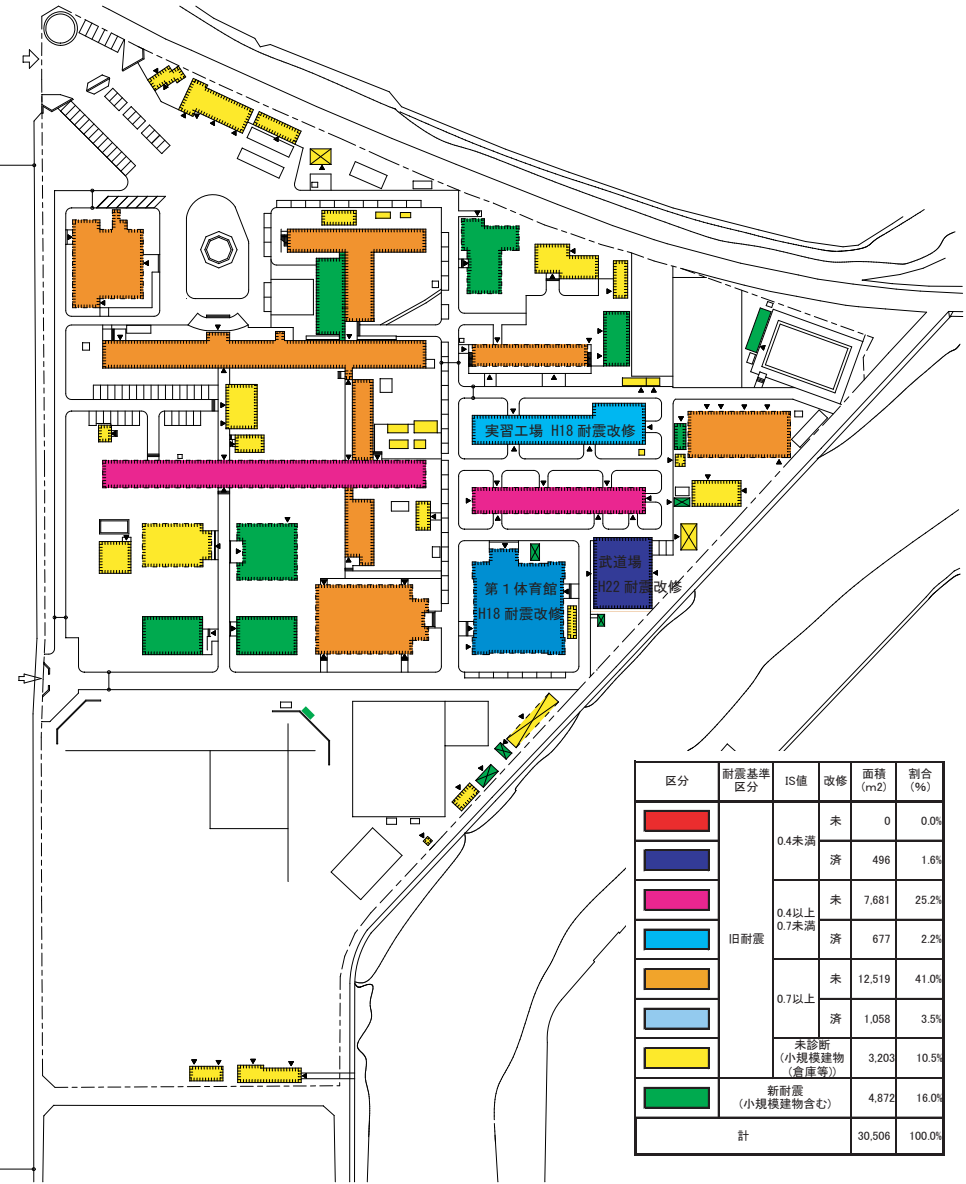 実習工場 H18 耐震改修
武道場
H22 耐震改修
第１体育館
H18 耐震改修
区分 耐震基準区分 IS値 改修 面積(m2) 割合(%)
旧耐震 0.4未満 未 0 0.0%
済 496 1.6%
0.4以上0.7未満 未 7,681 25.2%
済 677 2.2%
0.7以上 未 12,519 41.0%
済 1,058 3.5%
未診断(小規模建物(倉庫等)) 3,203 10.5%
新耐震(小規模建物含む) 4,872 16.0%
計 30,506 100.0%